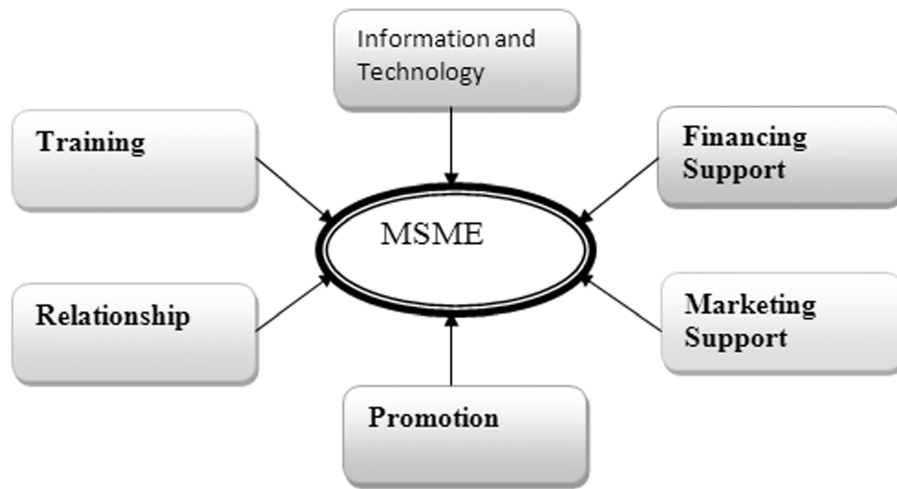 Information and
Technology
Training
Financing
Support
MSME
Relationship
Marketing
Support
Promotion